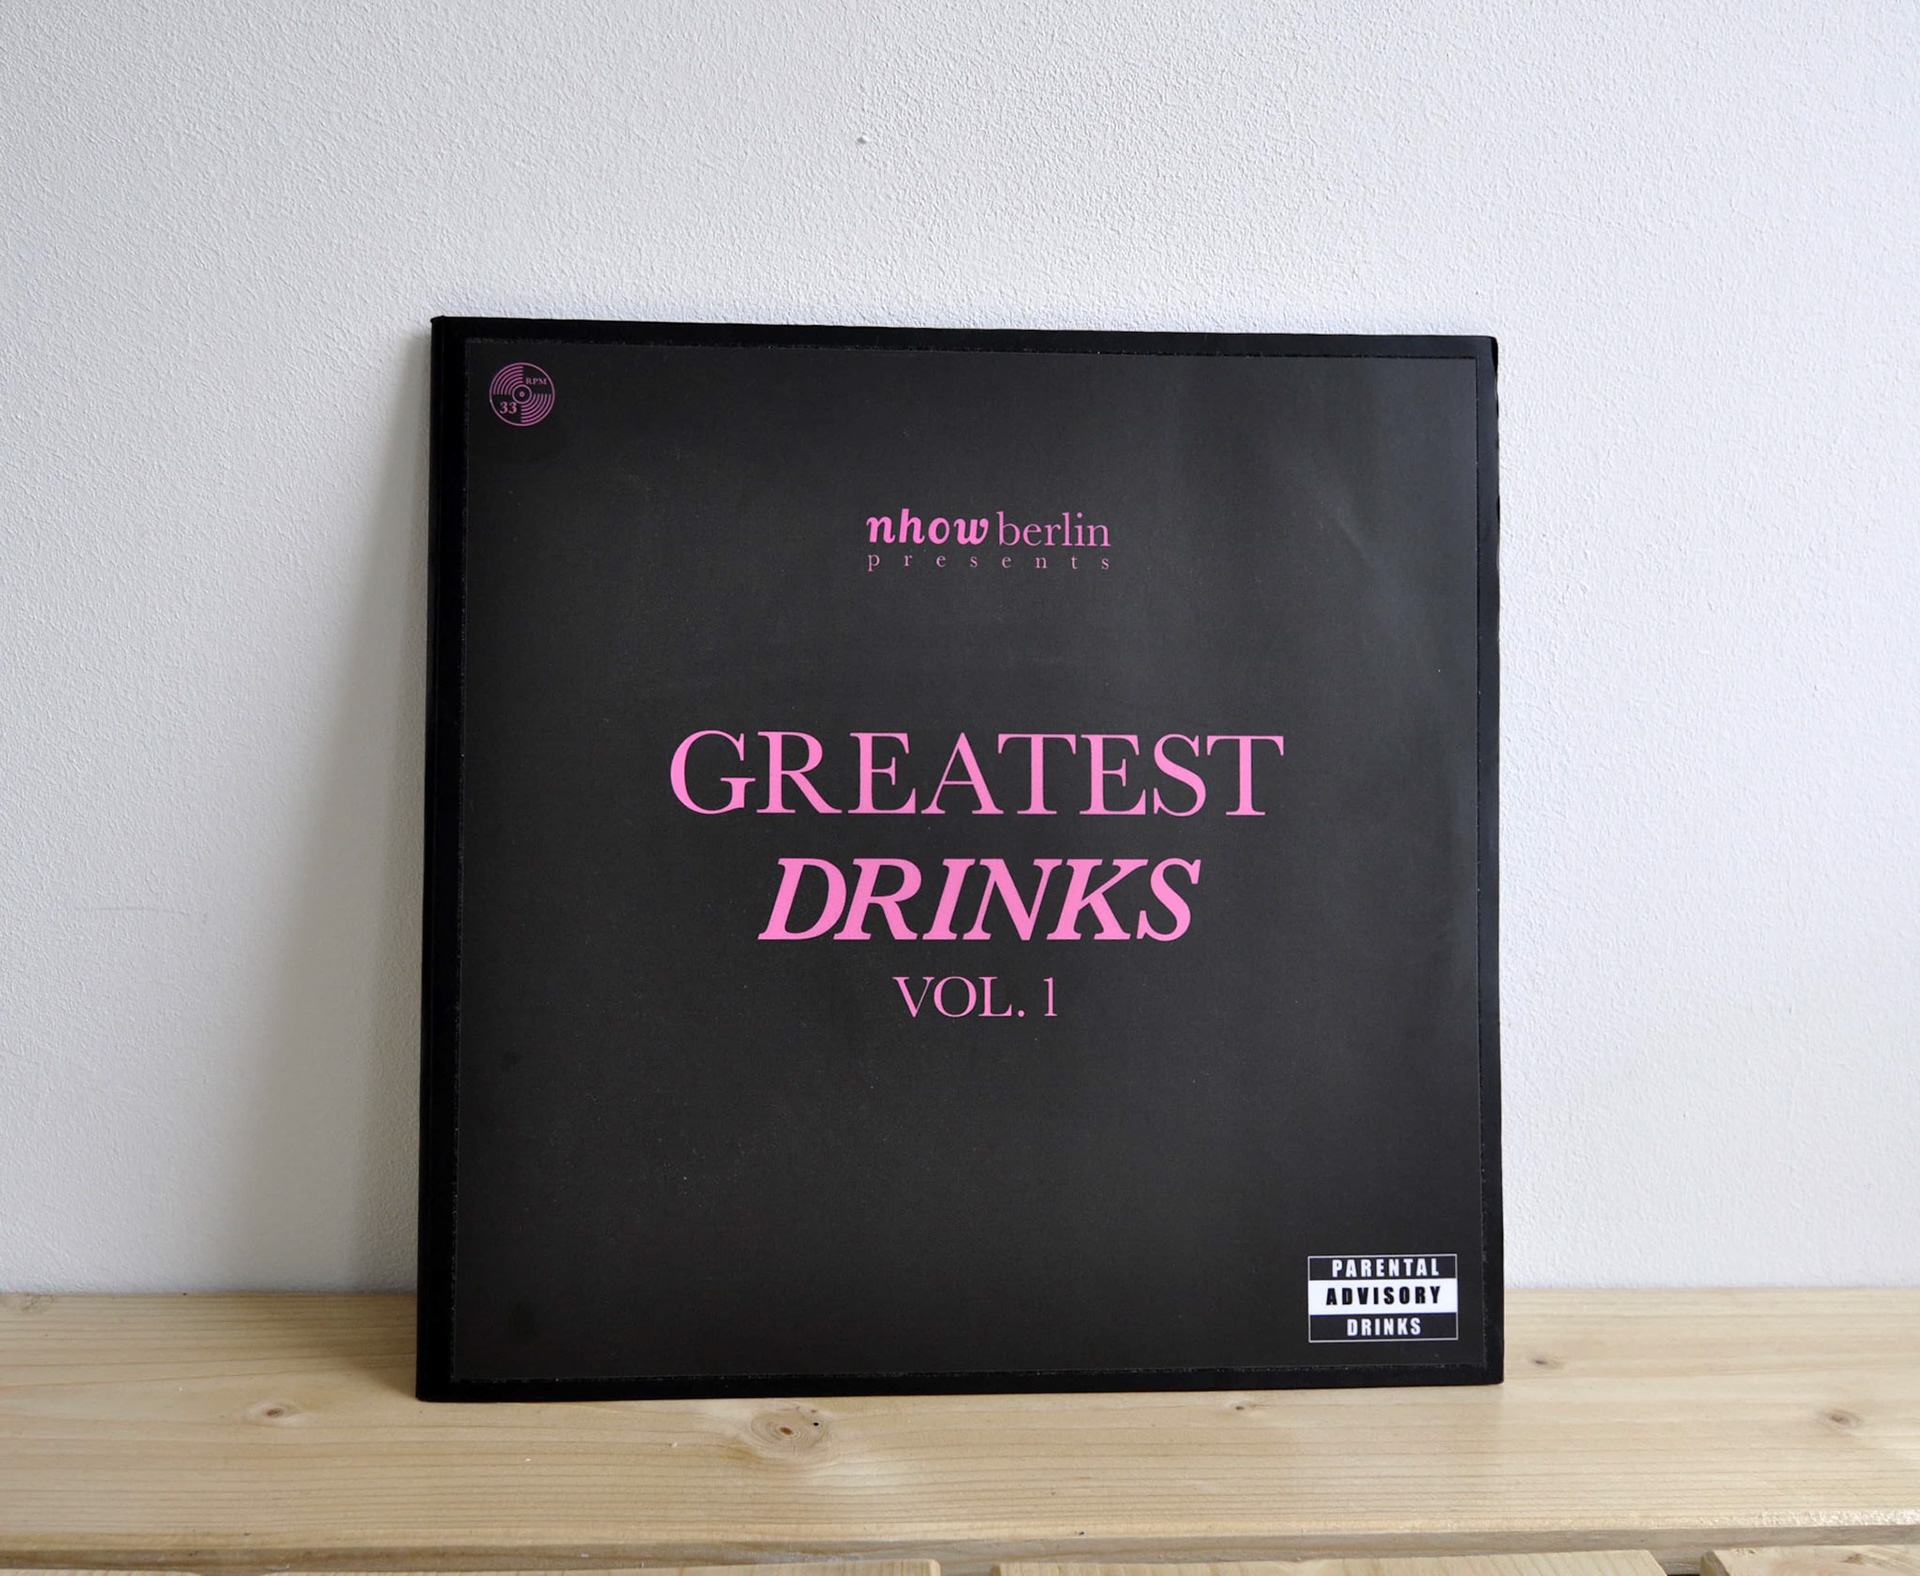 RPM
33
nhow berlin
presents
GREATEST
DRINKS
VOL. 1
PARENTAL
ADVISORY
DRINKS